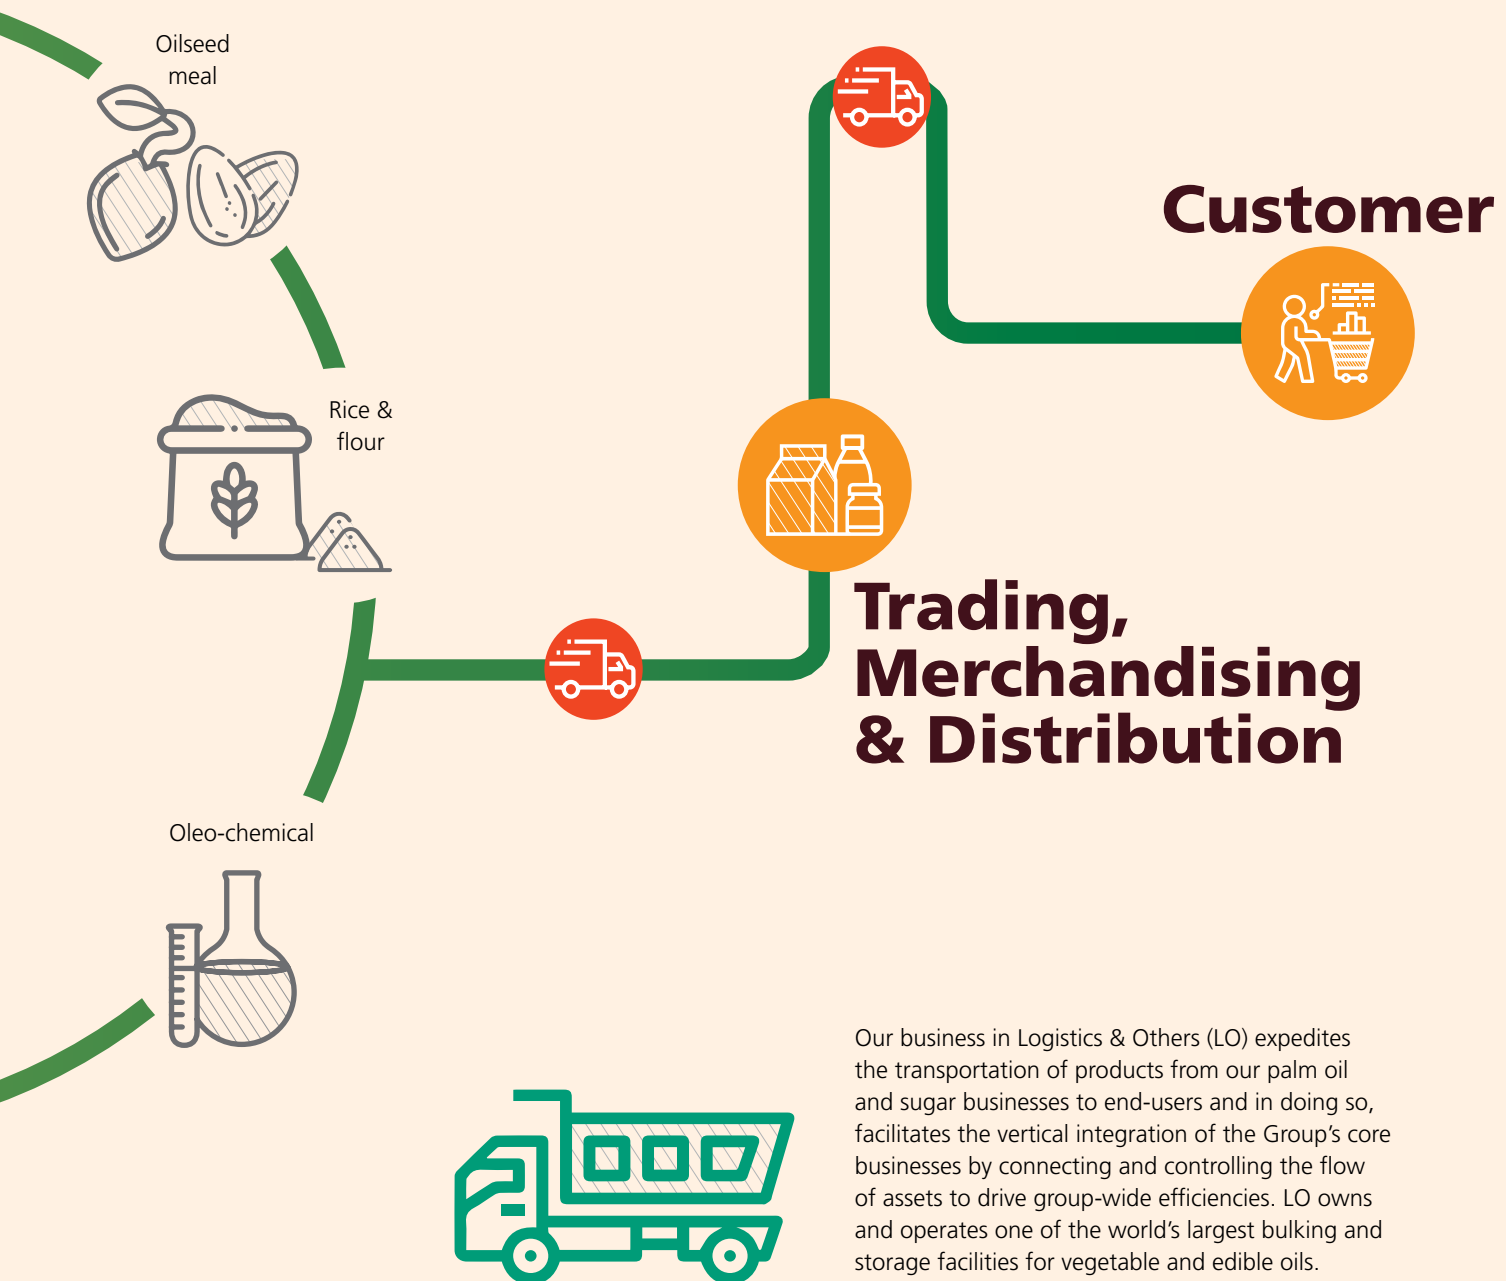 Oilseed
meal
Customer
Rice &
flour
Trading,
Merchandising
& Distribution
Oleo-chemical
Our business in Logistics & Others (LO) expedites
the transportation of products from our palm oil
and sugar businesses to end-users and in doing so,
facilitates the vertical integration of the Group’s core
businesses by connecting and controlling the flow
of assets to drive group-wide efficiencies. LO owns
and operates one of the world’s largest bulking and
storage facilities for vegetable and edible oils.